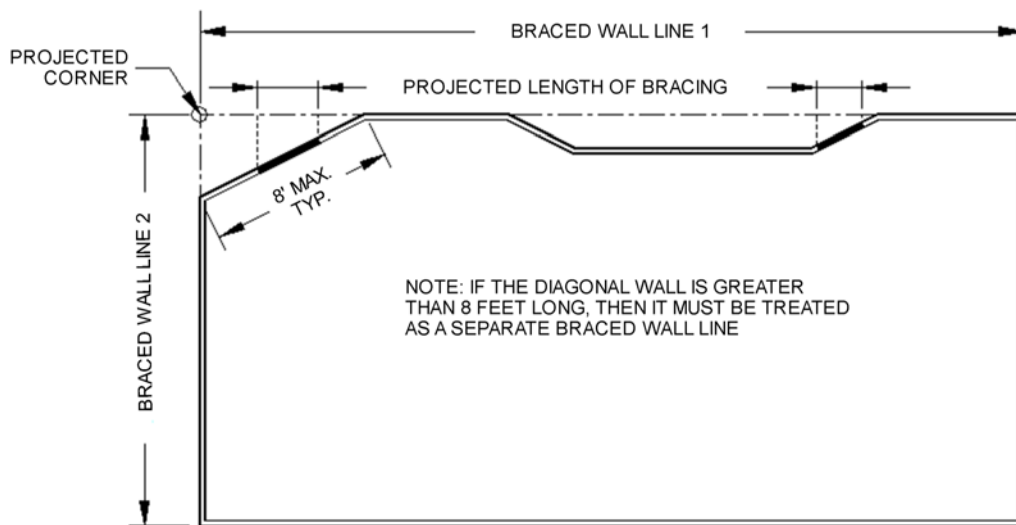 BRACED WALL LINE 1
PROJECTED
CORNER
PROJECTED LENGTH OF BRACING
8' MAX.
TYP.
BRACED WALL LINE 2
NOTE: IF THE DIAGONAL WALL IS GREATER
THAN 8 FEET LONG, THEN IT MUST BE TREATED
AS A SEPARATE BRACED WALL LINE